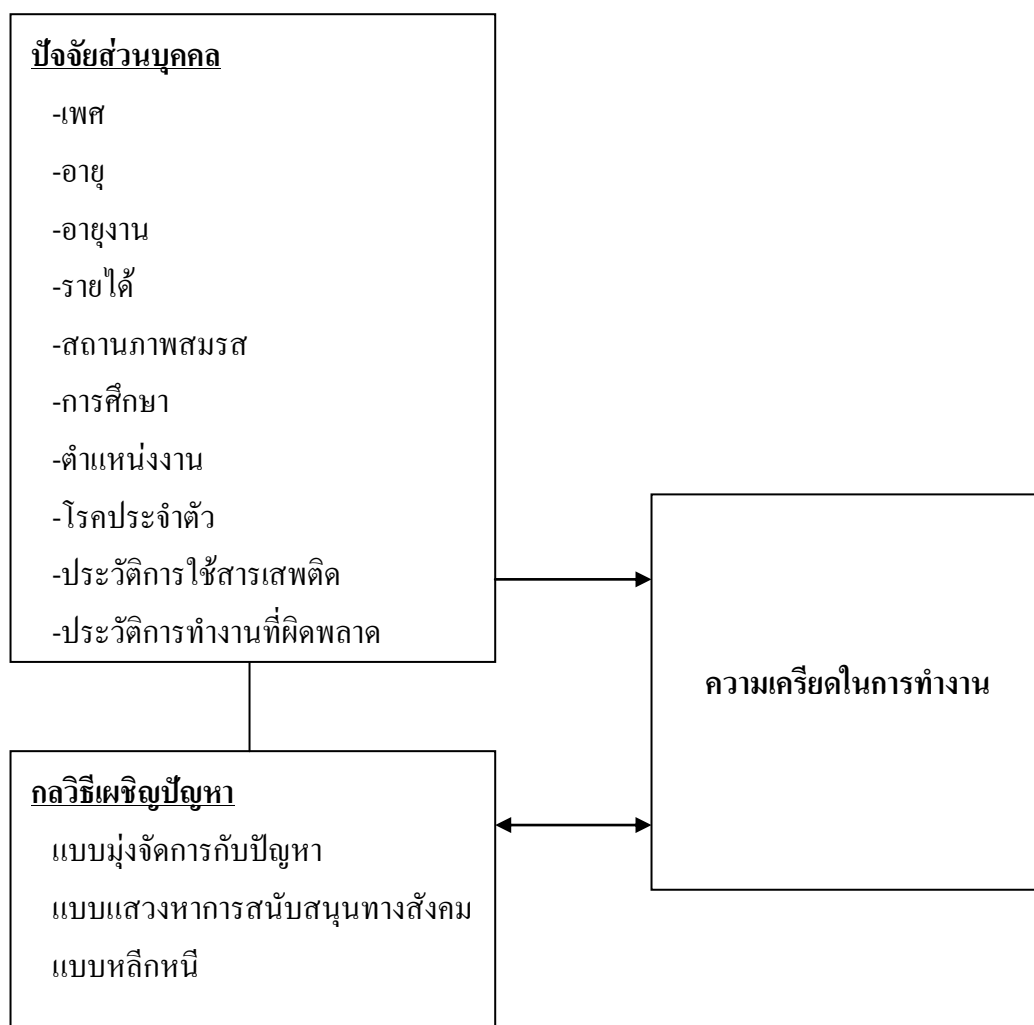 ปัจจัยส่วนบุคคล
-เพศ
-อายุ
-อายุงาน
-รายได้
-สถานภาพสมรส
-การศึกษา
-ตำแหน่งงาน
-โรคประจำตัว
-ประวัติการใช้สารเสพติด
-ประวัติการทำงานที่ผิดพลาด
ความเครียดในการทำงาน
กลวิธีเผชิญปัญหา
แบบมุ่งจัดการกับปัญหา
แบบแสวงหาการสนับสนุนทางสังคม
แบบหลีกหนี